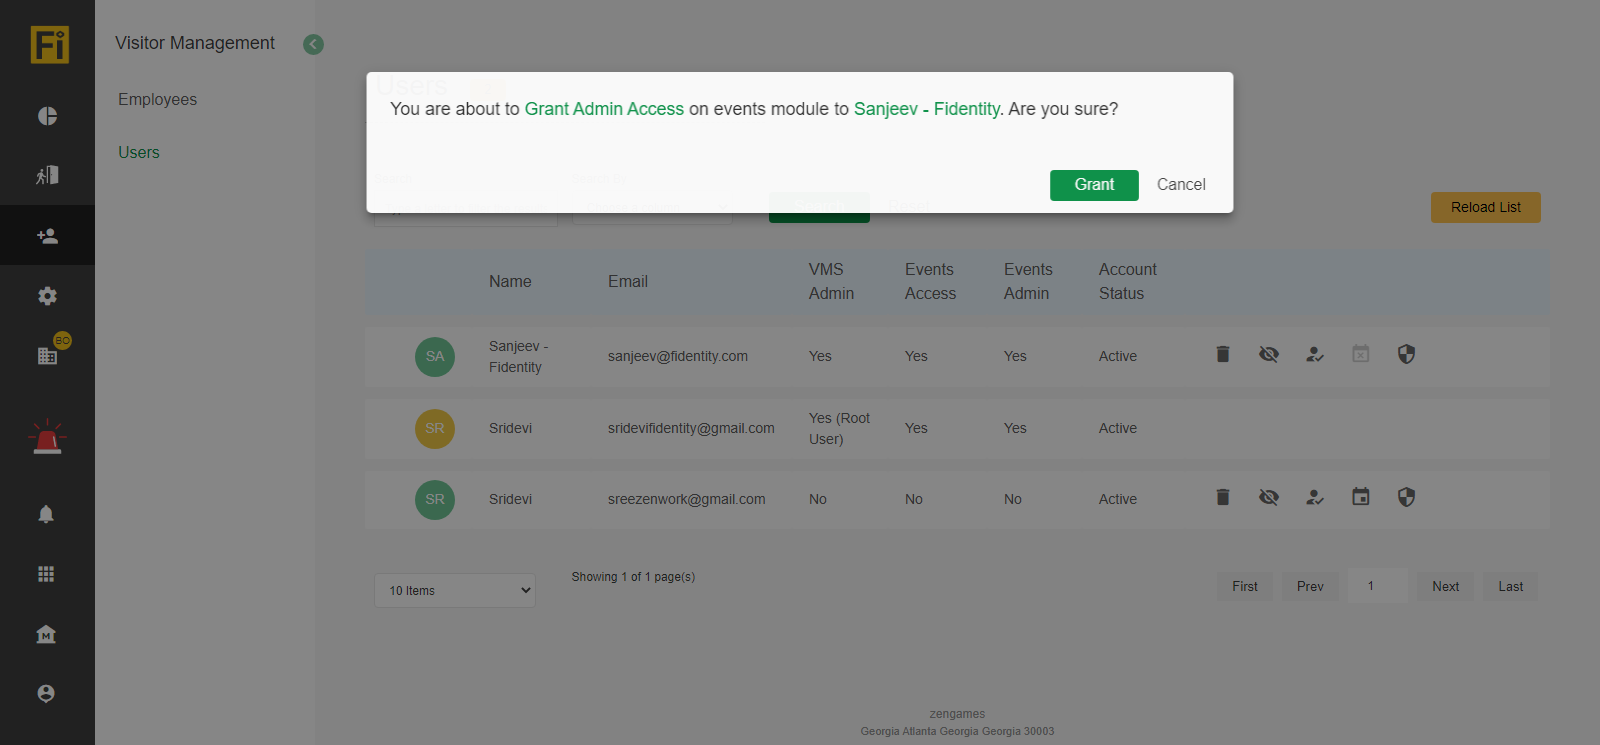 Fi
Visitor Management
Employees
Users
Users
You are about to Grant Admin Access on events module to Sanjeev - Fidentity. Are you sure?
Grant
Cancel
Reset
Reload List
Name
Email
VMS
Admin
Events
Access
Events
Admin
Account
Status
SA
Sanjeev -
Fidentity
sanjeev@fidentity.com
Yes
Yes
Yes
Active
SR
Sridevi
sridevifidentity@gmail.com
Yes (Root
User)
Yes
Yes
Active
SR
Sridevi
sreezenwork@gmail.com
No
No
No
Active
BO
M
10 Items
Showing 1 of 1 page(s)
First
Prev
1
Next
Last
zengames
Georgia Atlanta Georgia Georgia 30003